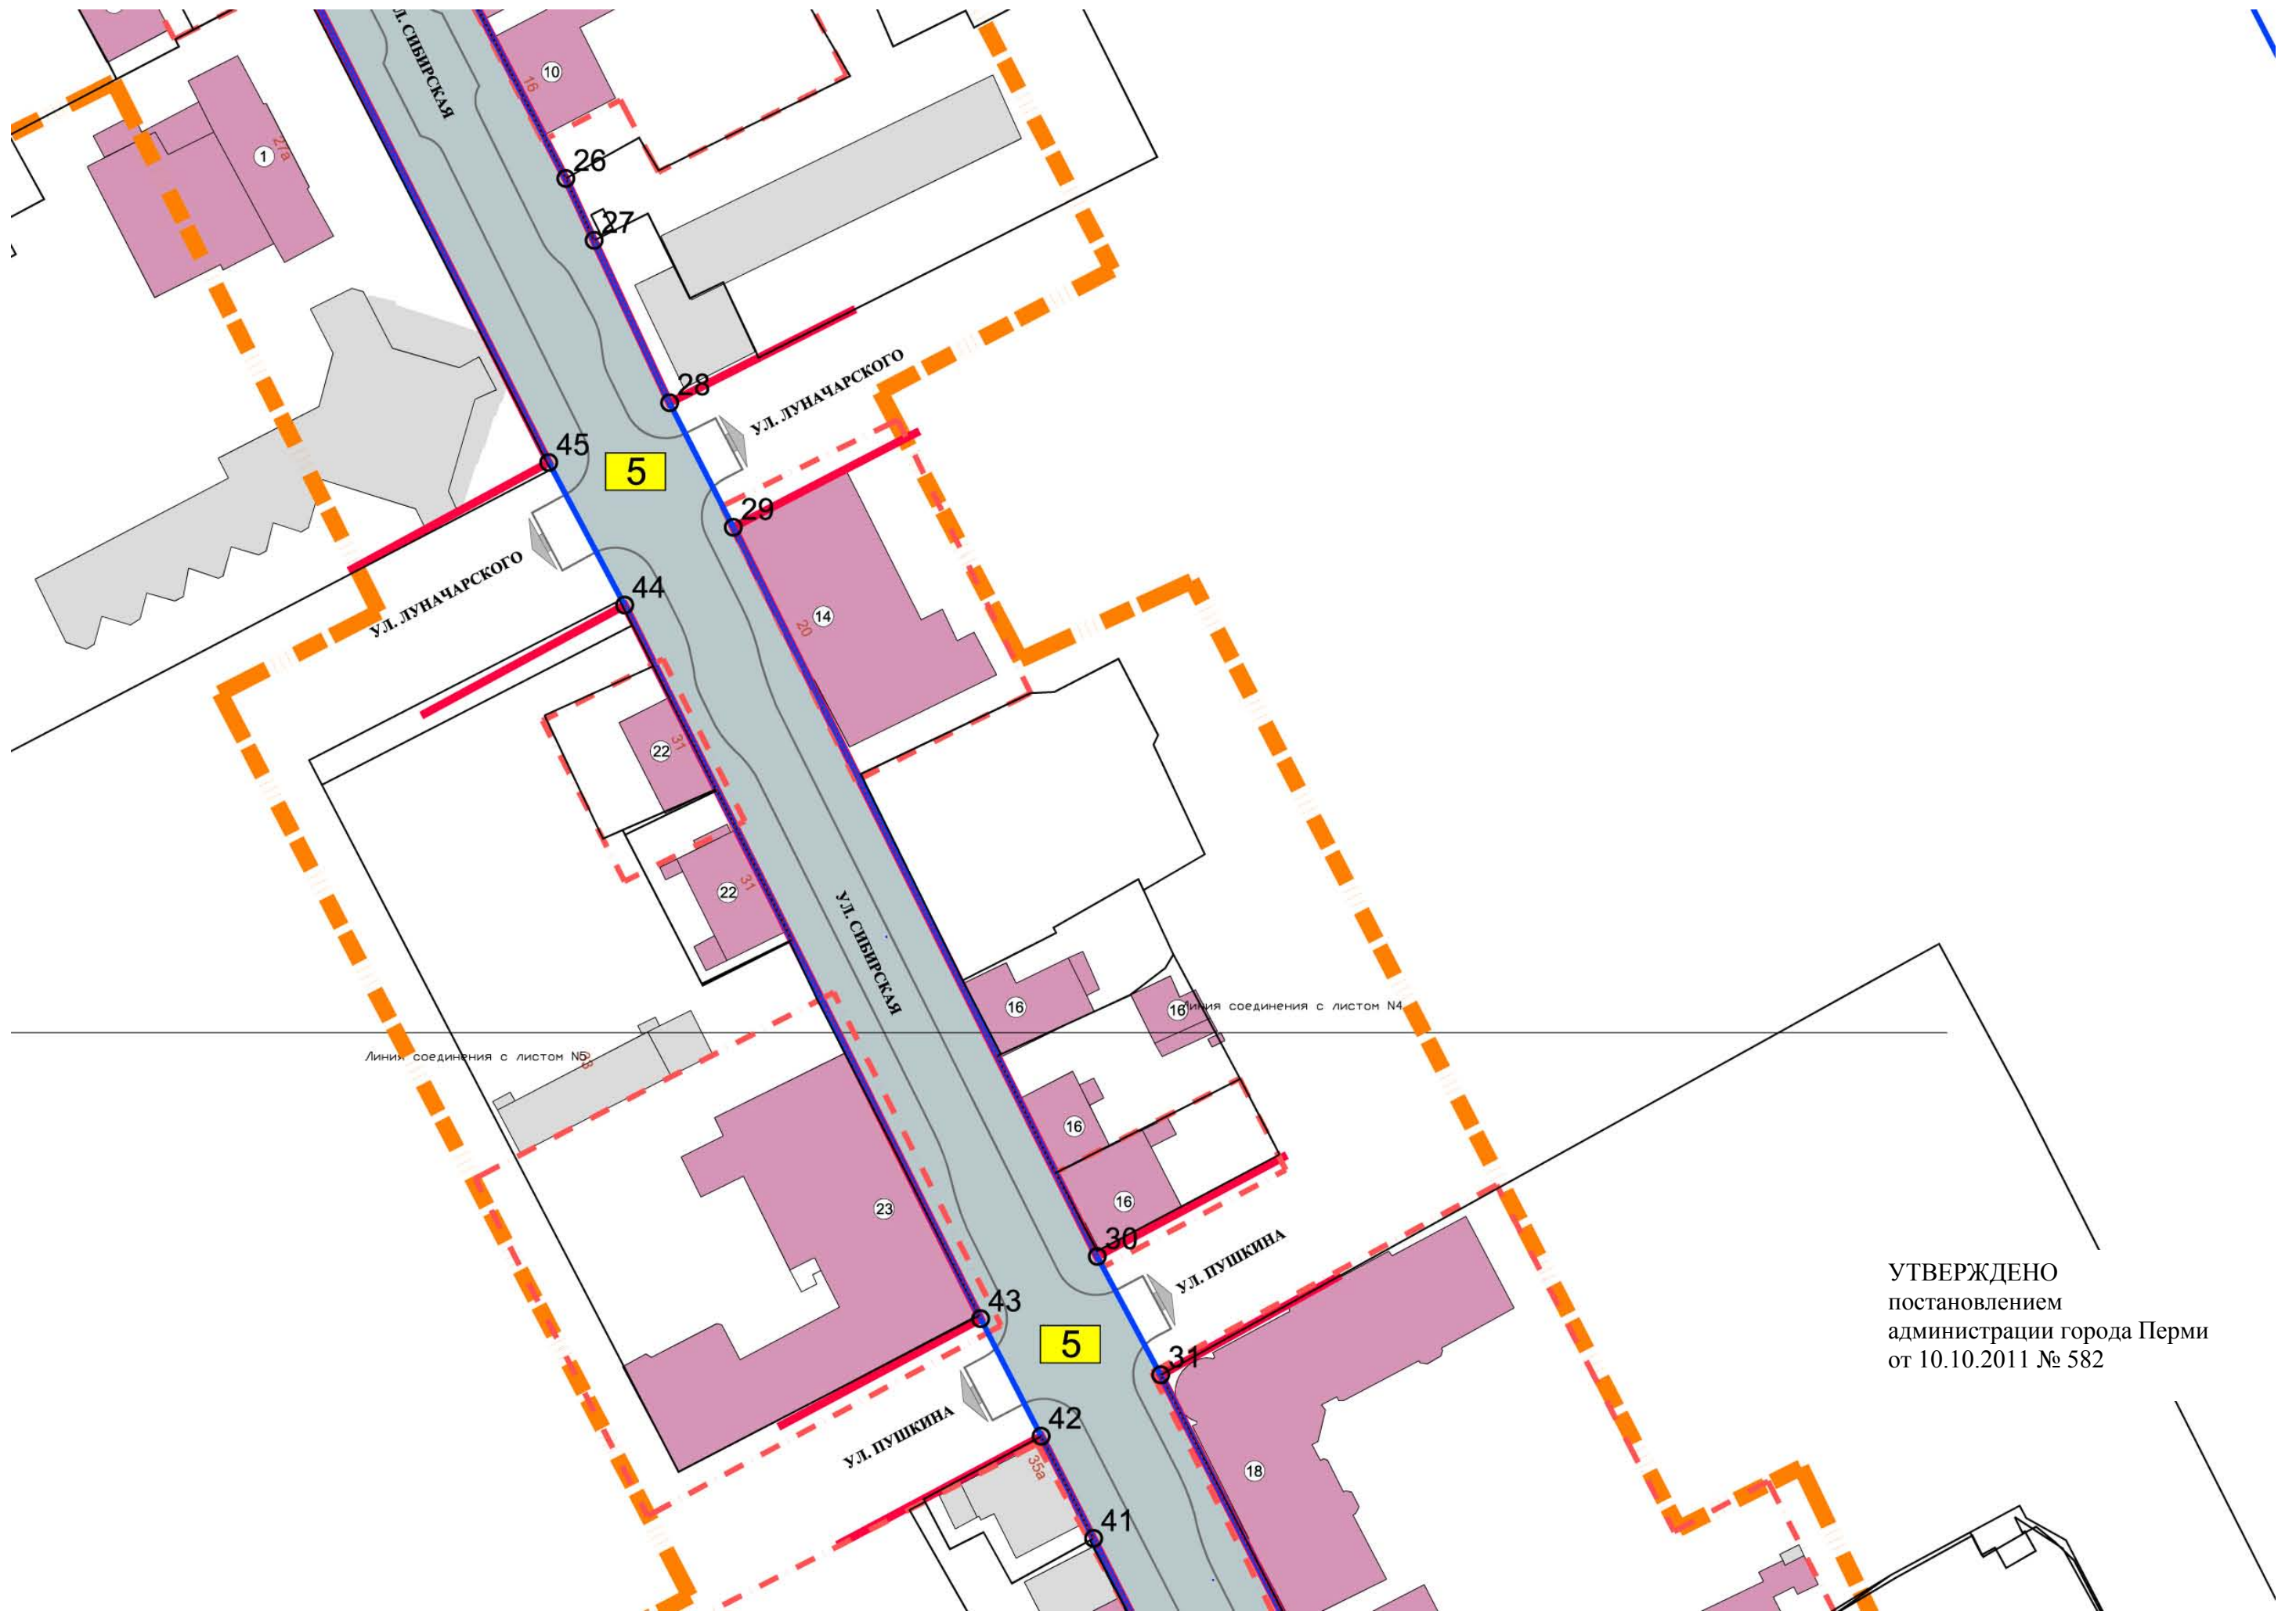 УЛ. СИБИРСКАЯ
10
16
1
27а
26
27
28
УЛ. ЛУНАЧАРСКОГО
45
5
29
УЛ. ЛУНАЧАРСКОГО
44
14
20
22
31
22
31
УЛ. СИБИРСКАЯ
16
16
Линия соединения с листом N4
Линия соединения с листом N5
16
16
23
30
УЛ. ПУШКИНА
43
5
31
УТВЕРЖДЕНО
постановлением
администрации города Перми
от 10.10.2011 № 582
УЛ. ПУШКИНА
42
35а
18
41